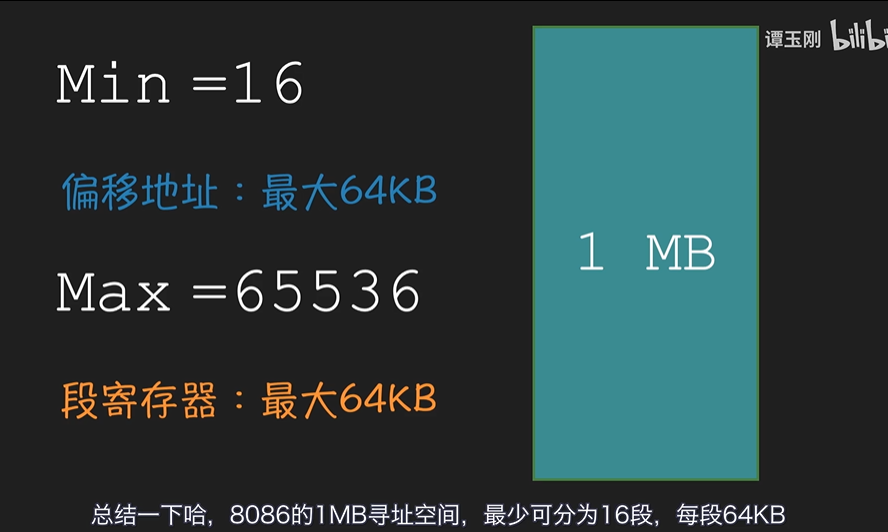 Min =16
偏移地址：最大64KB
Max =65536
段寄存器：最大64KB
1 MB
谭玉刚 bilibi
总结一下哈，8086的1MB寻址空间，最少可分为16段，每段64KB